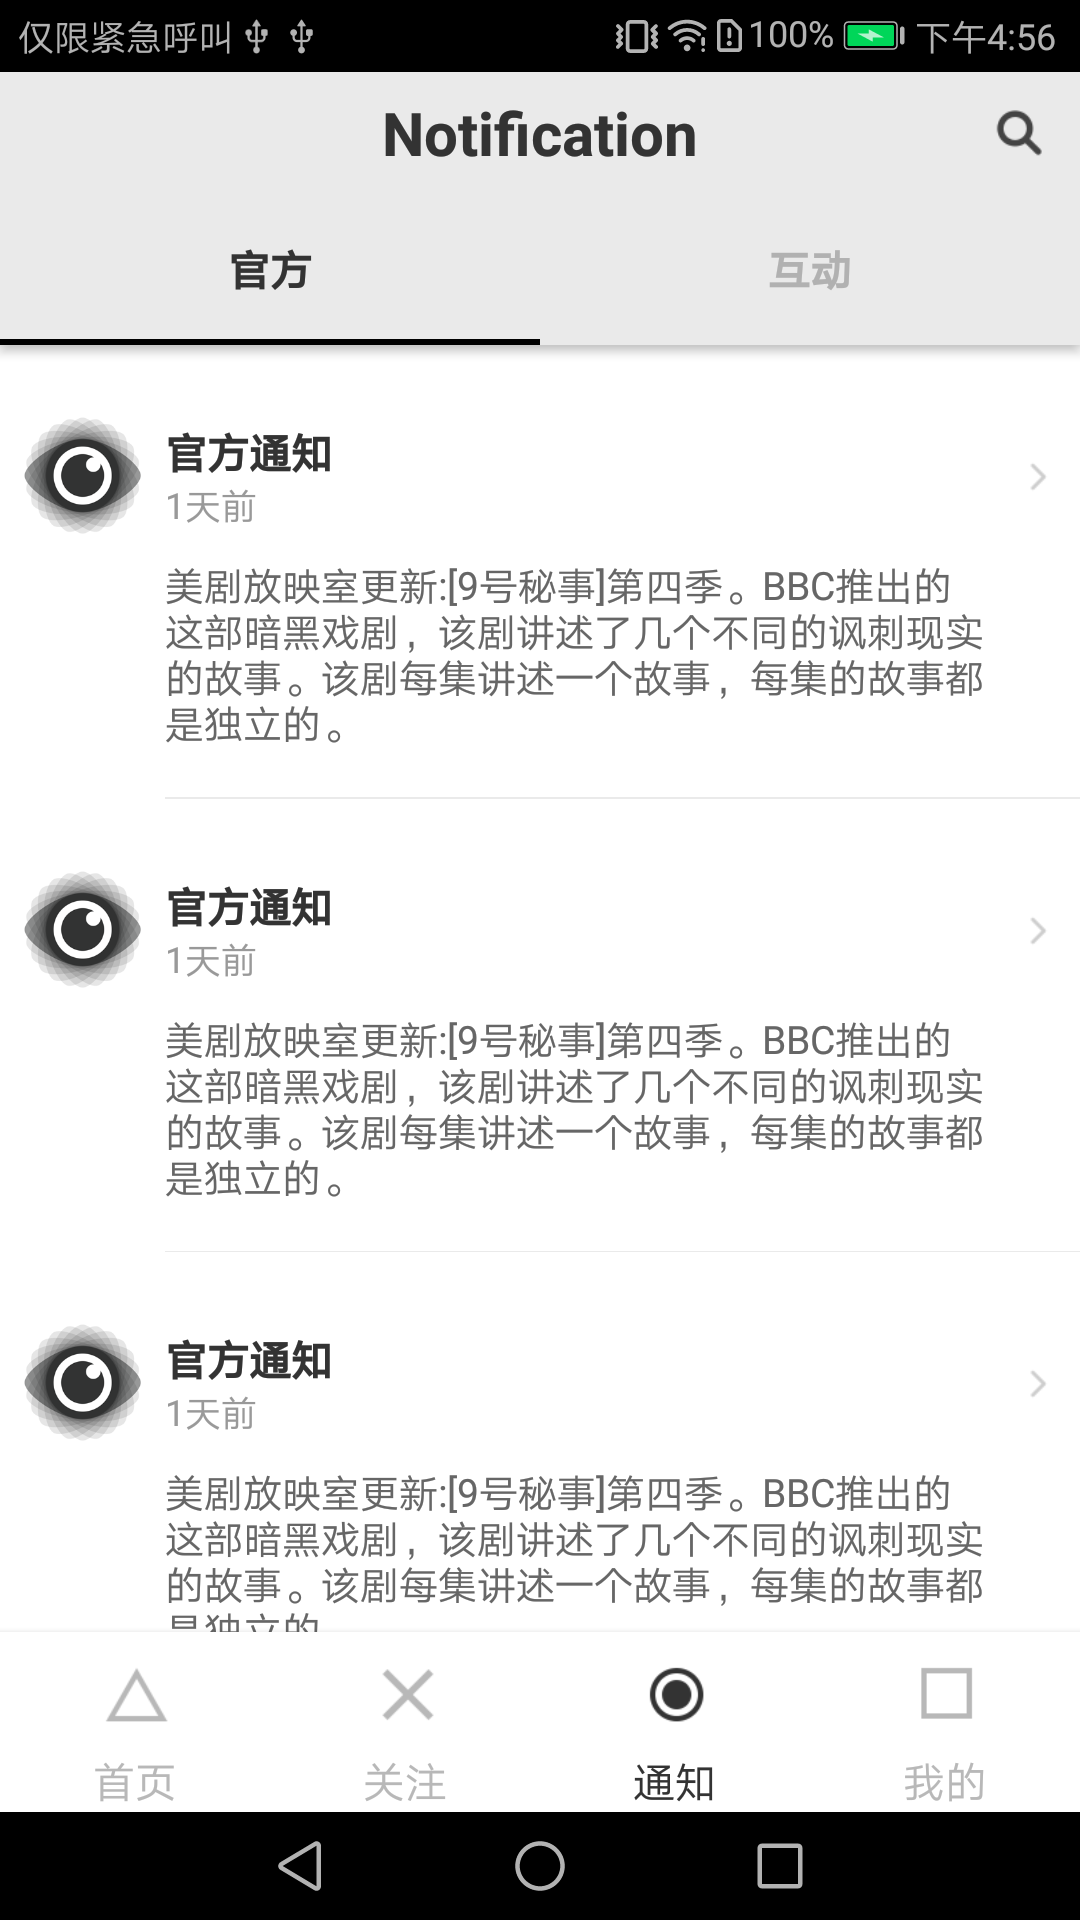 仅限紧急呼叫 100% 下午4:56
Notification
官方 互动
官方通知
1天前
美剧放映室更新:[9号秘事]第四季。BBC推出的
这部暗黑戏剧，该剧讲述了几个不同的讽刺现实
的故事。该剧每集讲述一个故事，每集的故事都
是独立的。
官方通知
1天前
美剧放映室更新:[9号秘事]第四季。BBC推出的
这部暗黑戏剧，该剧讲述了几个不同的讽刺现实
的故事。该剧每集讲述一个故事，每集的故事都
是独立的。
官方通知
1天前
美剧放映室更新:[9号秘事]第四季。BBC推出的
这部暗黑戏剧，该剧讲述了几个不同的讽刺现实
的故事。该剧每集讲述一个故事，每集的故事都
是独立的
首页 关注 通知 我的